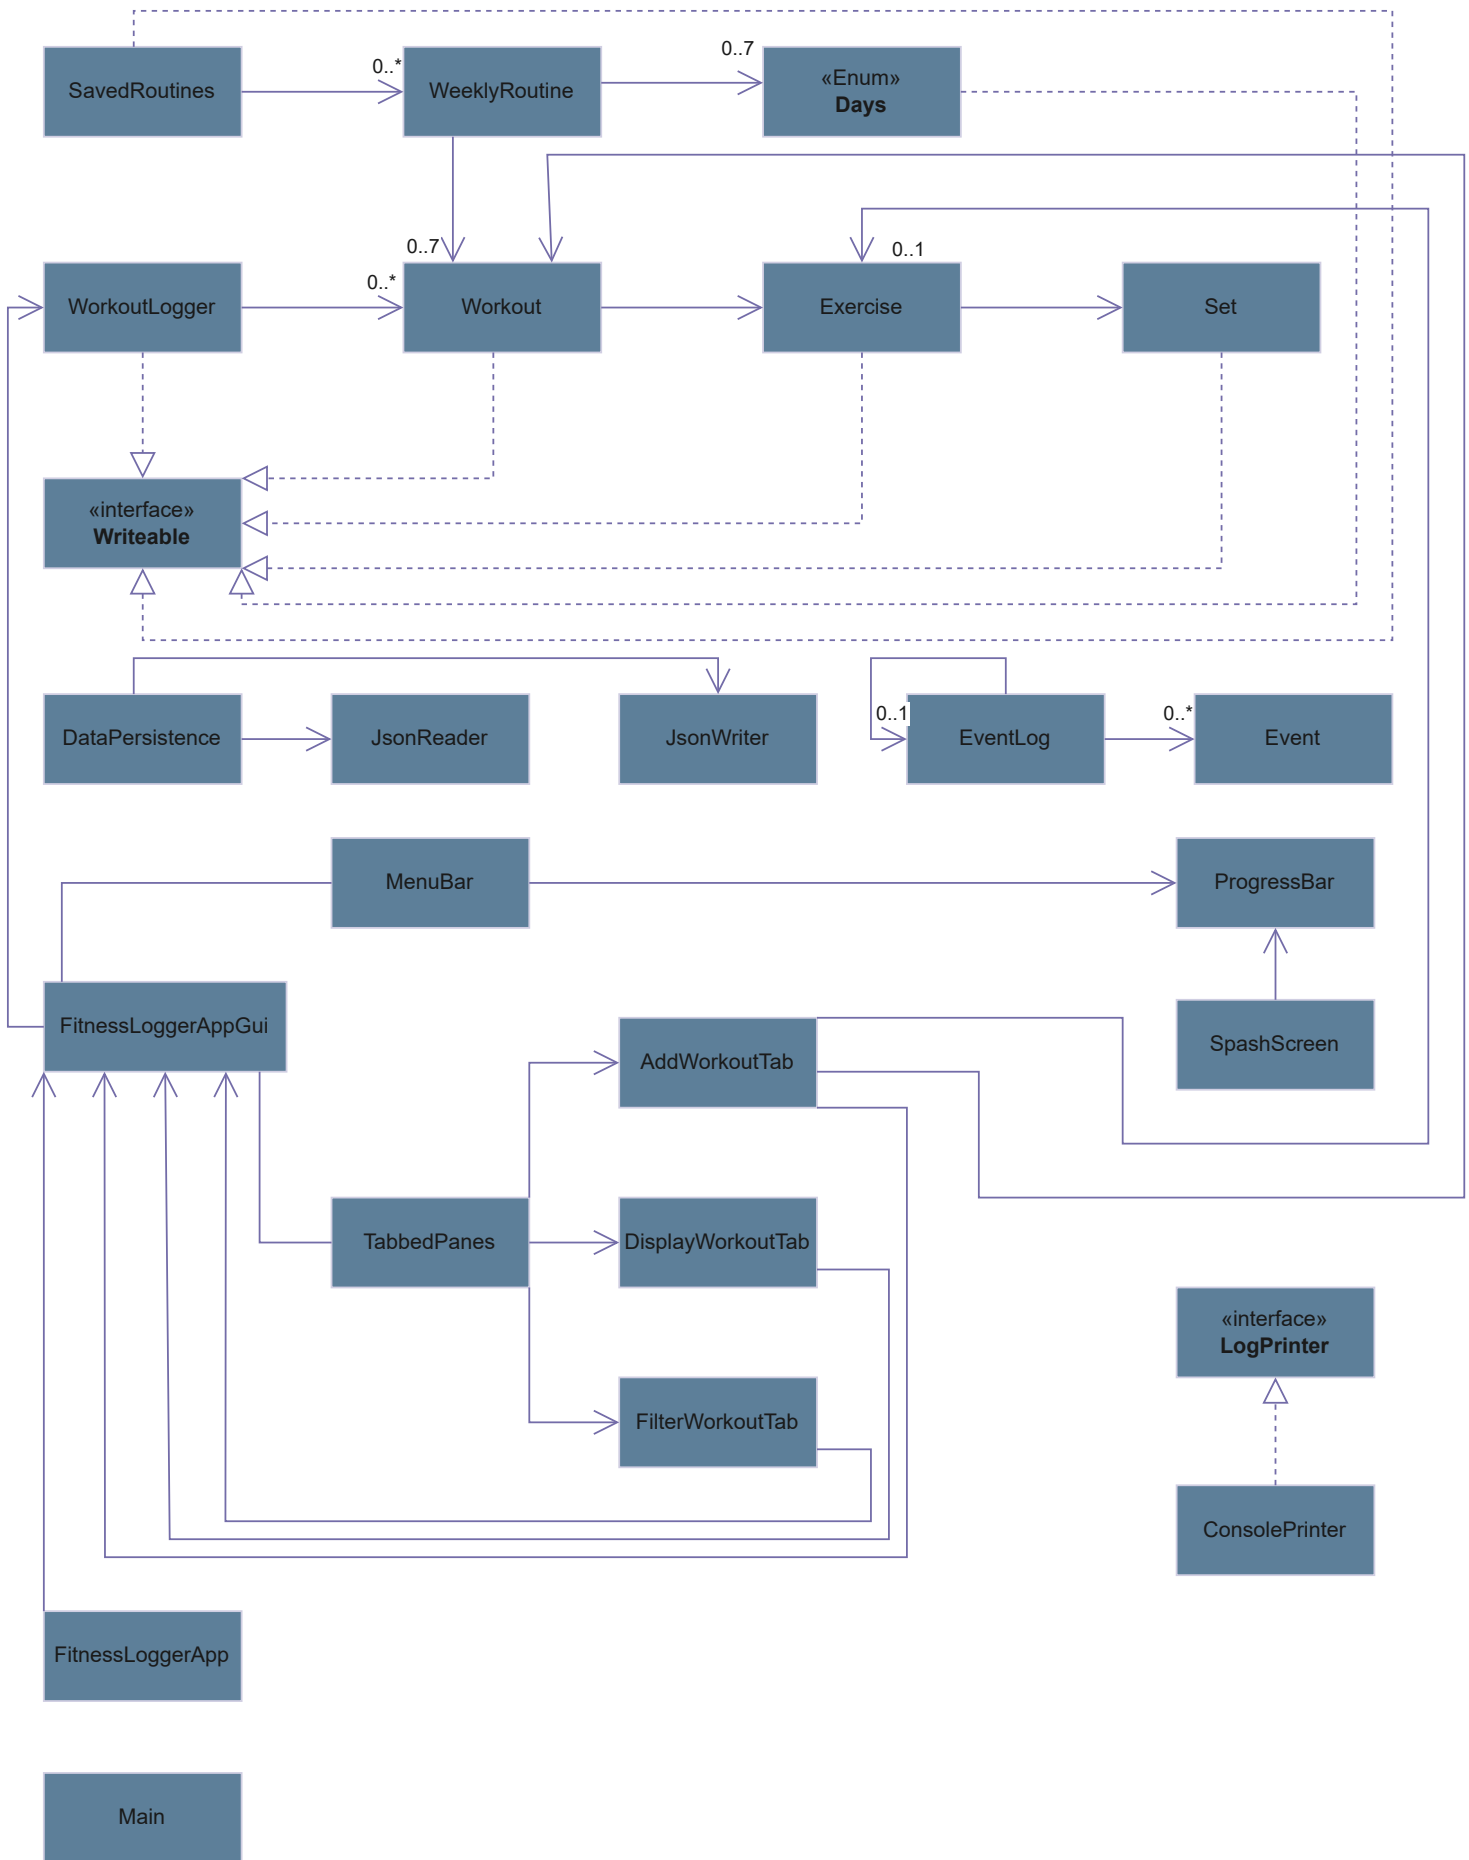 0..7
SavedRoutines
0..*
WeeklyRoutine
«Enum»
Days
0..7
0..1
WorkoutLogger
0..*
Workout
Exercise
Set
«interface»
Writeable
DataPersistence
JsonReader
JsonWriter
0..1
EventLog
0..*
Event
MenuBar
ProgressBar
FitnessLoggerAppGui
AddWorkoutTab
SpashScreen
TabbedPanes
DisplayWorkoutTab
«interface»
LogPrinter
FilterWorkoutTab
ConsolePrinter
FitnessLoggerApp
Main